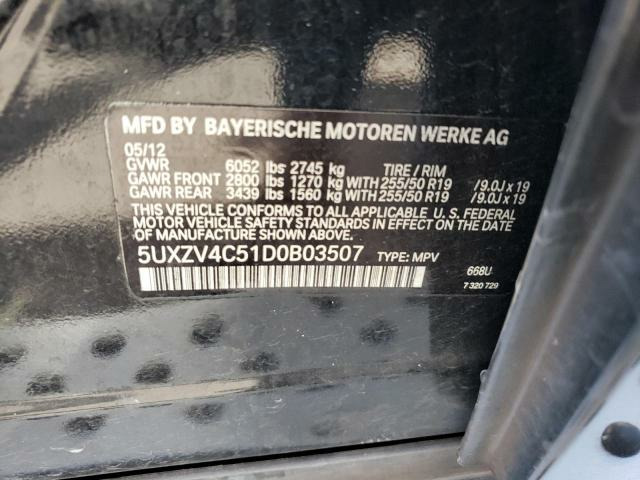 MFD BY BAYERISCHE MOTOREN WERKE AG
05/12
GVWR 6052 lbs 2745 kg TIRE / RIM
GAWR FRONT 2800 lbs 1270 kg WITH 255/50 R19 /9.0J x 19
GAWR REAR 3439 lbs 1560 kg WITH 255/50 R19 /9.0J x 19
THIS VEHICLE CONFORMS TO ALL APPLICABLE U. S. FEDERAL
MOTOR VEHICLE SAFETY STANDARDS IN EFFECT ON THE DATE
OF MANUFACTURE SHOWN ABOVE.
5UXZV4C51D0B03507 TYPE: MPV
668U
7 320 729